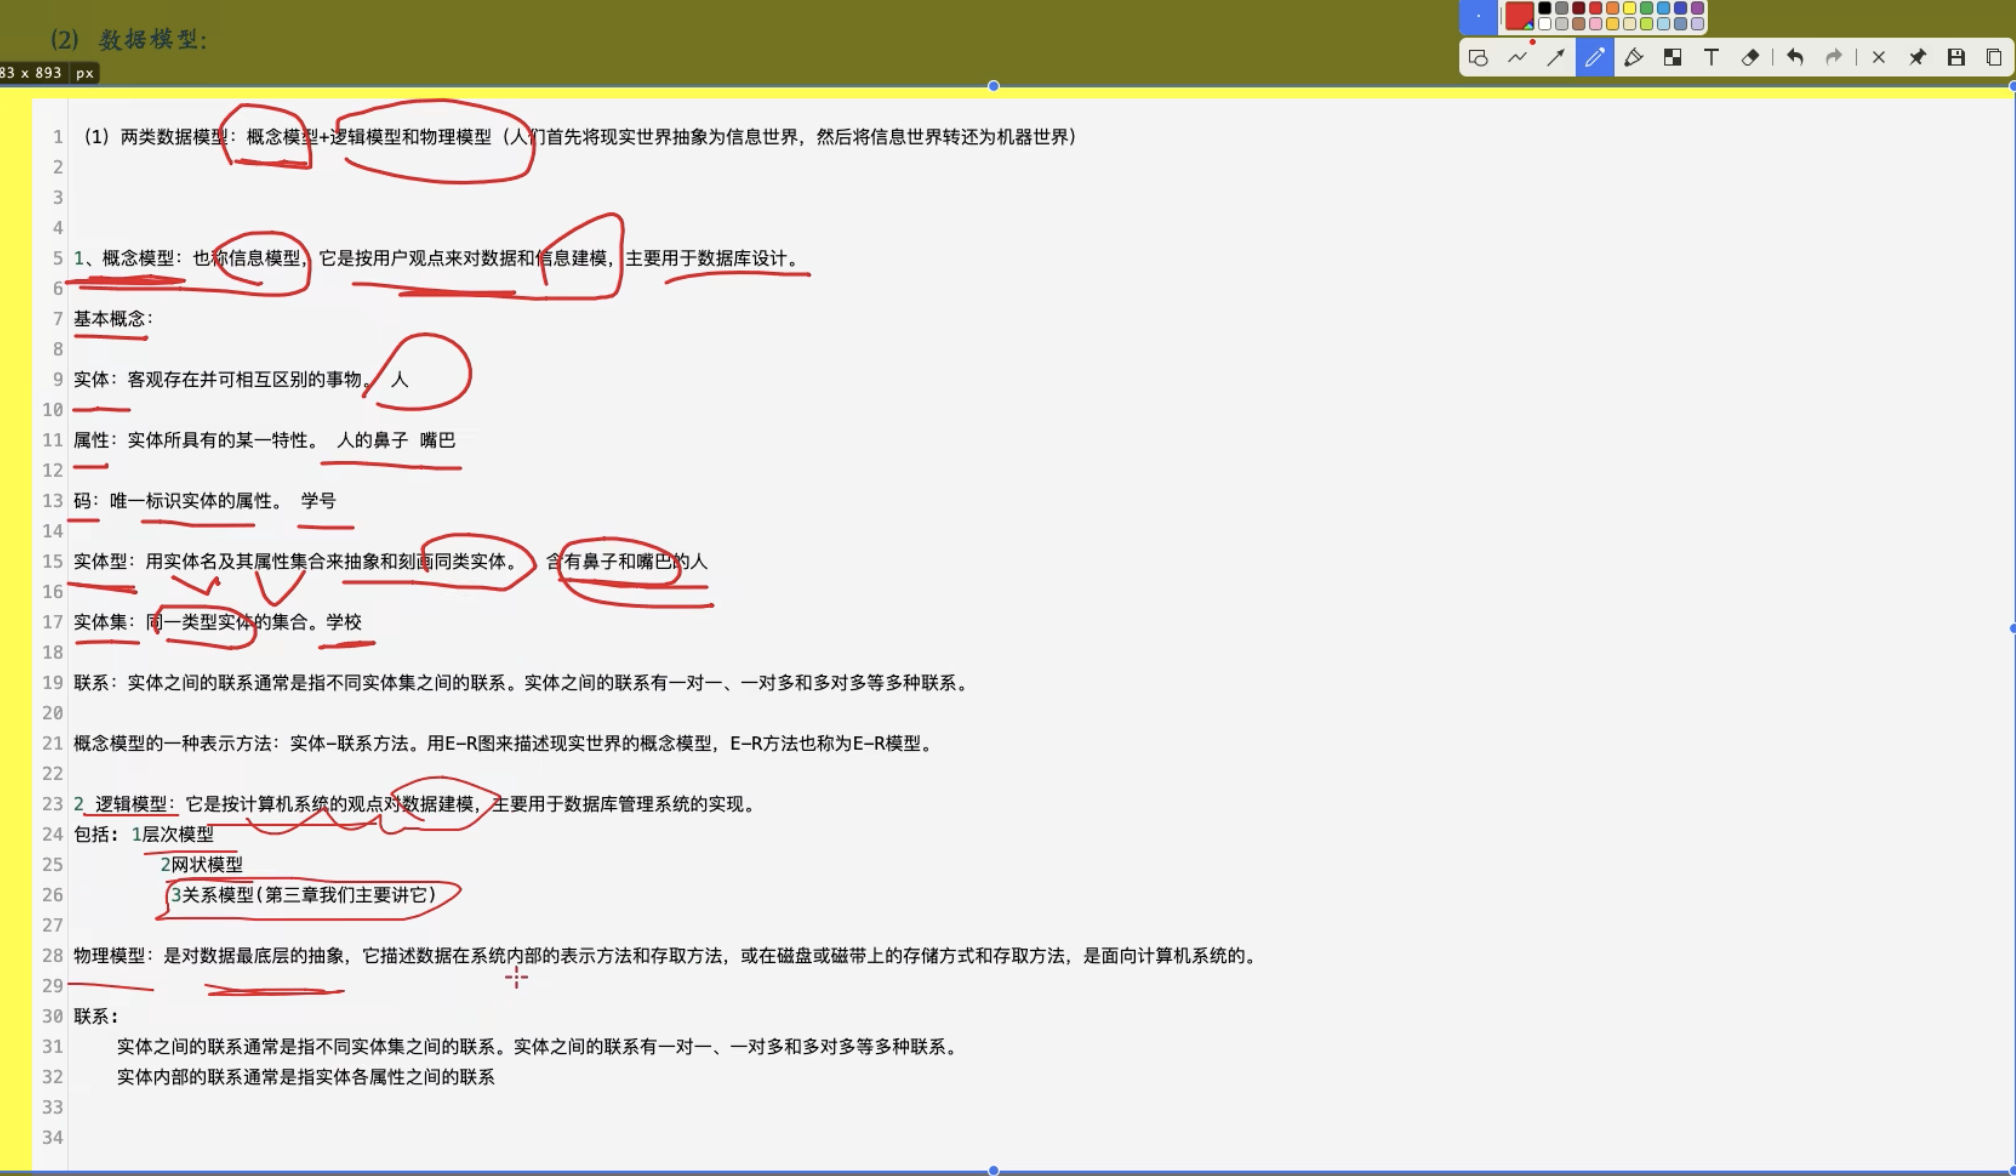 (2) 数据模型:
83 x 893 px
T
1 (1) 两类数据模型：概念模型+逻辑模型和物理模型（人们首先将现实世界抽象为信息世界，然后将信息世界转还为机器世界）
2
3
4
5 1、概念模型：也称信息模型，它是按用户观点来对数据和信息建模，主要用于数据库设计。
6
7 基本概念：
8
9 实体：客观存在并可相互区别的事物。 人
10
11 属性：实体所具有的某一特性。 人的鼻子 嘴巴
12
13 码：唯一标识实体的属性。 学号
14
15 实体型：用实体名及其属性集合来抽象和刻画同类实体。 含有鼻子和嘴巴的人
16
17 实体集：同一类型实体的集合。学校
18
19 联系：实体之间的联系通常是指不同实体集之间的联系。实体之间的联系有一对一、一对多和多对多等多种联系。
20
21 概念模型的一种表示方法：实体-联系方法。用E-R图来描述现实世界的概念模型，E-R方法也称为E-R模型。
22
23 2 逻辑模型：它是按计算机系统的观点对数据建模，主要用于数据库管理系统的实现。
24 包括: 1层次模型
25 2网状模型
26 3关系模型(第三章我们主要讲它)
27
28 物理模型：是对数据最底层的抽象，它描述数据在系统内部的表示方法和存取方法，或在磁盘或磁带上的存储方式和存取方法，是面向计算机系统的。
29
30 联系:
31 实体之间的联系通常是指不同实体集之间的联系。实体之间的联系有一对一、一对多和多对多等多种联系。
32 实体内部的联系通常是指实体各属性之间的联系
33
34